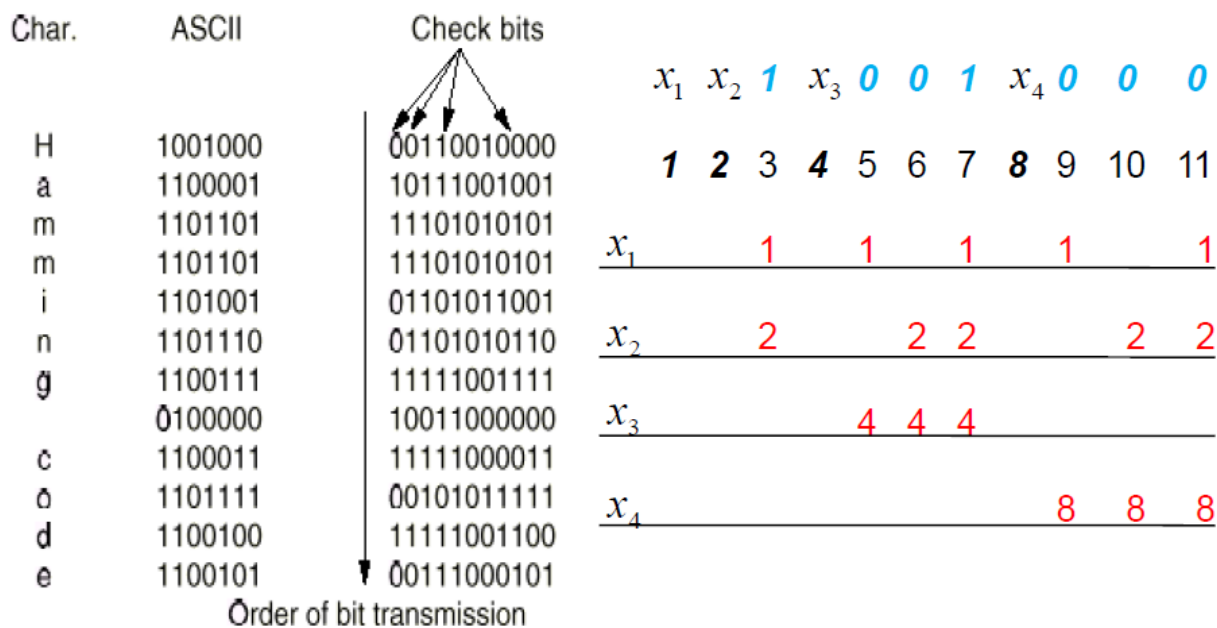 Char. ASCII Check bits
H 1001000 00110010000
a 1100001 10111001001
m 1101101 11101010101
m 1101101 11101010101
i 1101001 01101011001
n 1101110 01101010110
g 1100111 11111001111
0100000 10011000000
c 1100011 11111000011
o 1101111 00101011111
d 1100100 11111001100
e 1100101 00111000101
Order of bit transmission
x₁ x₂ 1 x₃ 0 0 1 x₄ 0 0 0
1 2 3 4 5 6 7 8 9 10 11
x₁ 1 1 1 1 1
x₂ 2 2 2 2 2
x₃ 4 4 4
x₄ 8 8 8